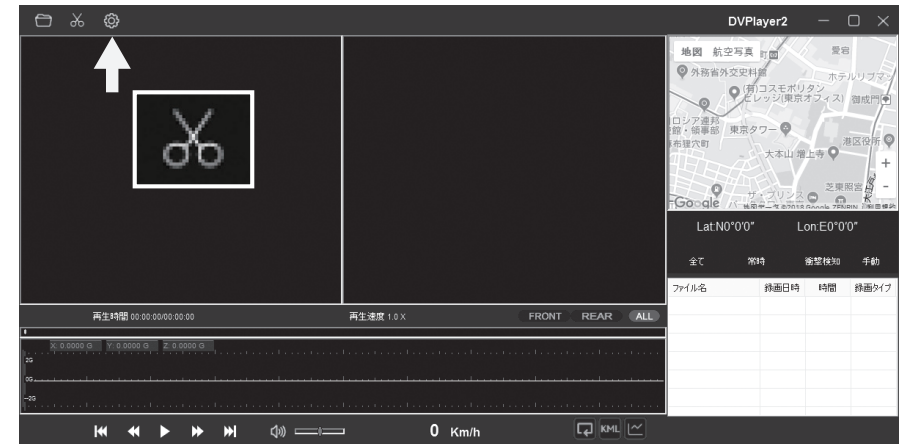 DVPlayer2
地図 航空写真
愛宕
外務省外交史料館
ホテルリブマ
(有)コスモポリタン
ビレッジ(東京オフィス)
御成門
ロシア連邦
東京タワー
麻布狸穴町
大本山 増上寺
港区役所
+
芝東照宮
-
ザ・プリンス
Google
Lat:N0°0'0" Lon:E0°0'0"
全て 常時 衝撃検知 手動
ファイル名 録画日時 時間 録画タイプ
再生時間 00:00:00/00:00:00 再生速度 1.0 X FRONT REAR ALL
X: 0.0000 G Y: 0.0000 G Z: 0.0000 G
2G
0G
-2G
0 Km/h KML